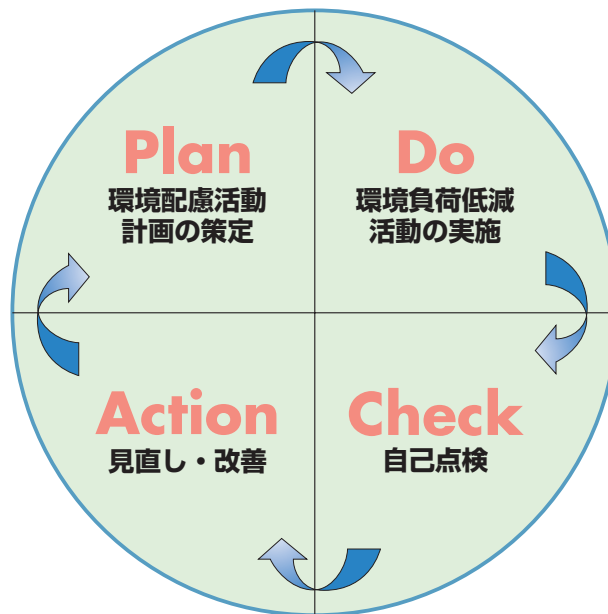 Plan
環境配慮活動
計画の策定
Do
環境負荷低減
活動の実施
Action
見直し・改善
Check
自己点検